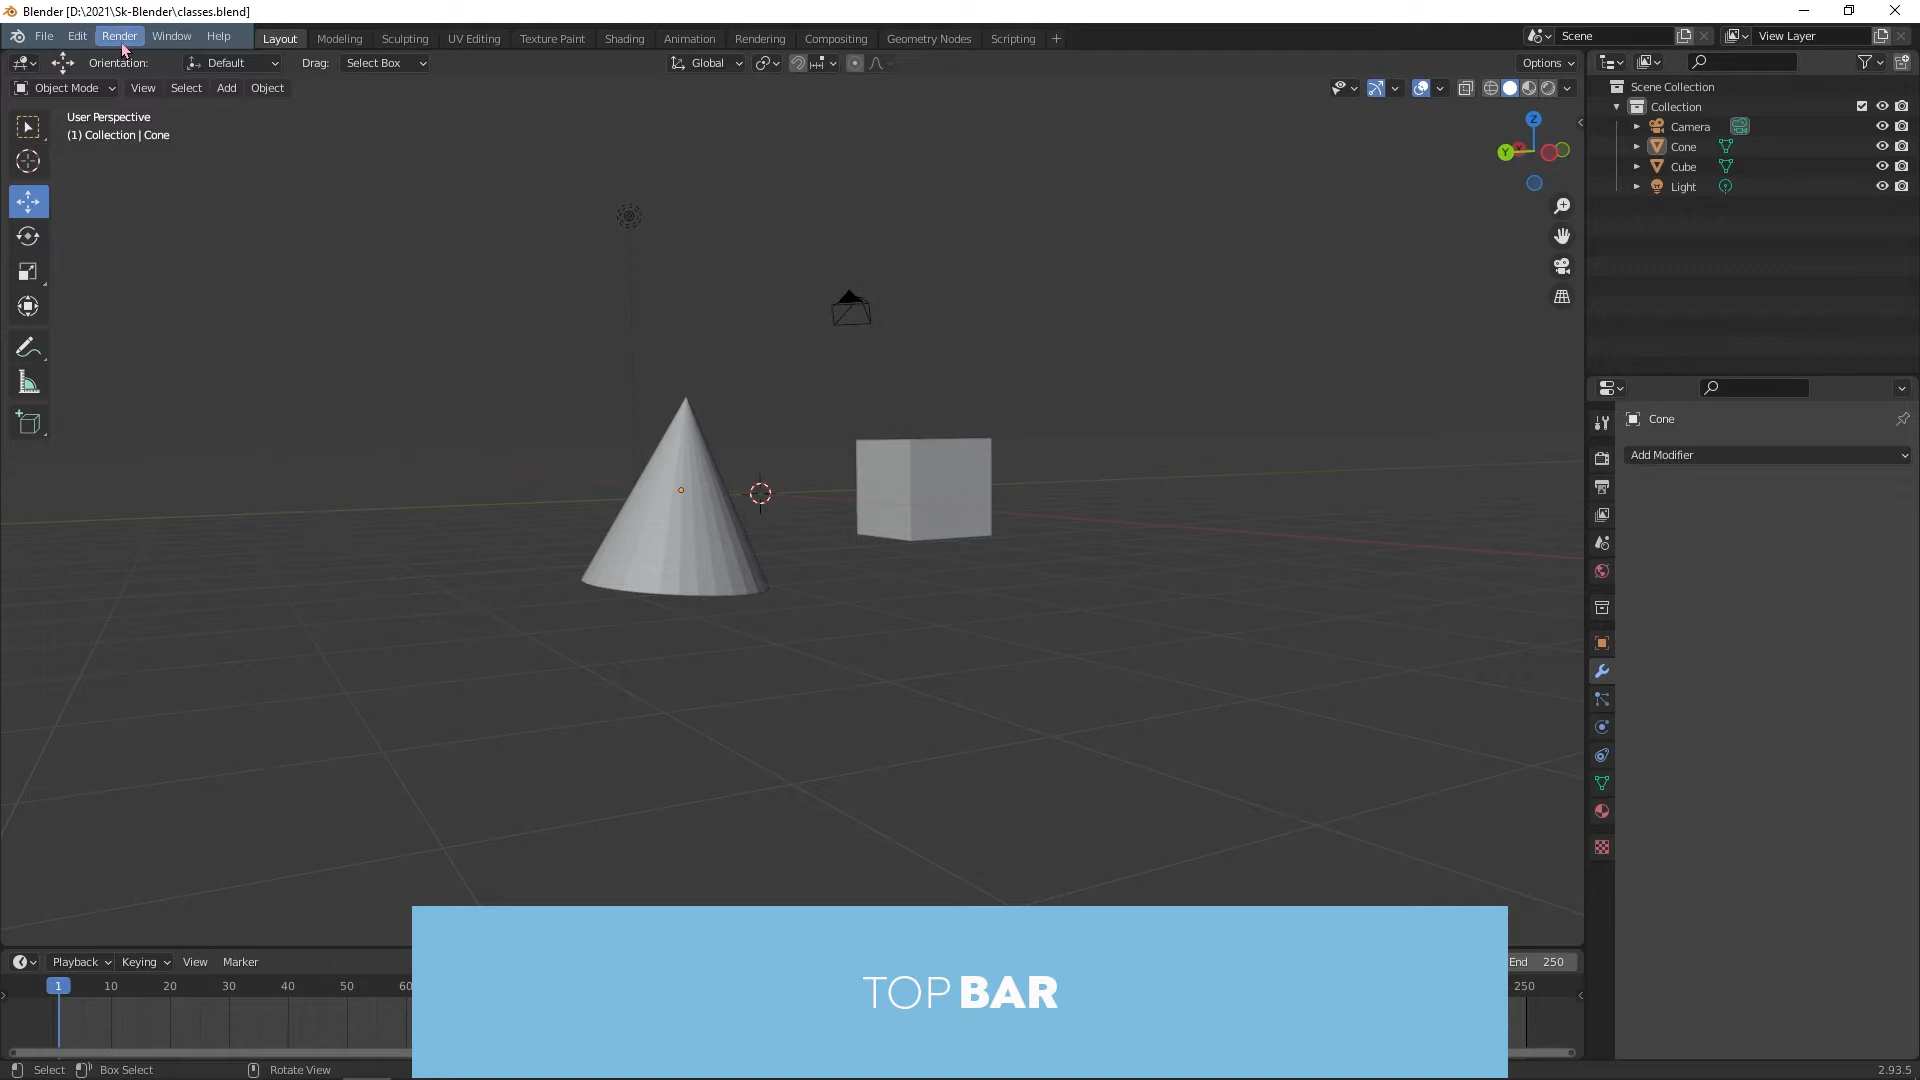 Blender [D:\2021\Sk-Blender\classes.blend]
File Edit Render Window Help Layout Modeling Sculpting UV Editing Texture Paint Shading Animation Rendering Compositing Geometry Nodes Scripting + Scene View Layer
Orientation: Default Drag: Select Box Global Options
Object Mode View Select Add Object
User Perspective
(1) Collection | Cone
Z
Y
X
Scene Collection
Collection
Camera
Cone
Cube
Light
Cone
Add Modifier
Playback Keying View Marker End 250
1 10 20 30 40 50 60 250
TOP BAR
Select Box Select Rotate View 2.93.5